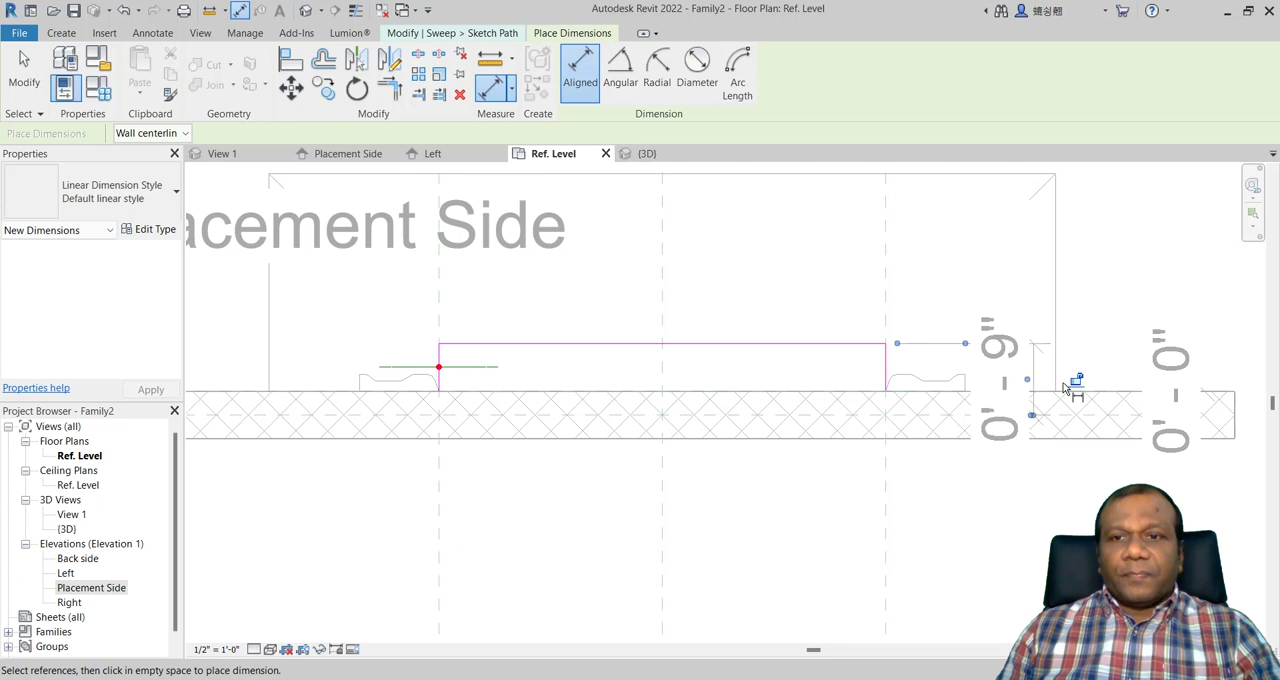 Autodesk Revit 2022 - Family2 - Floor Plan: Ref. Level
File Create Insert Annotate View Manage Add-Ins Lumion® Modify | Sweep > Sketch Path Place Dimensions
Modify Paste Cut Join Aligned Angular Radial Diameter Arc Length
Select Properties Clipboard Geometry Modify Measure Create Dimension
Place Dimensions Wall centerlin
Properties
View 1 Placement Side Left Ref. Level {3D}
Linear Dimension Style
Default linear style
New Dimensions Edit Type
Properties help Apply
Project Browser - Family2
Views (all)
Floor Plans
Ref. Level
Ceiling Plans
Ref. Level
3D Views
View 1
{3D}
Elevations (Elevation 1)
Back side
Left
Placement Side
Right
Sheets (all)
Families
Groups
acement Side
0' - 9"
0' - 0"
1/2" = 1'-0"
Select references, then click in empty space to place dimension.